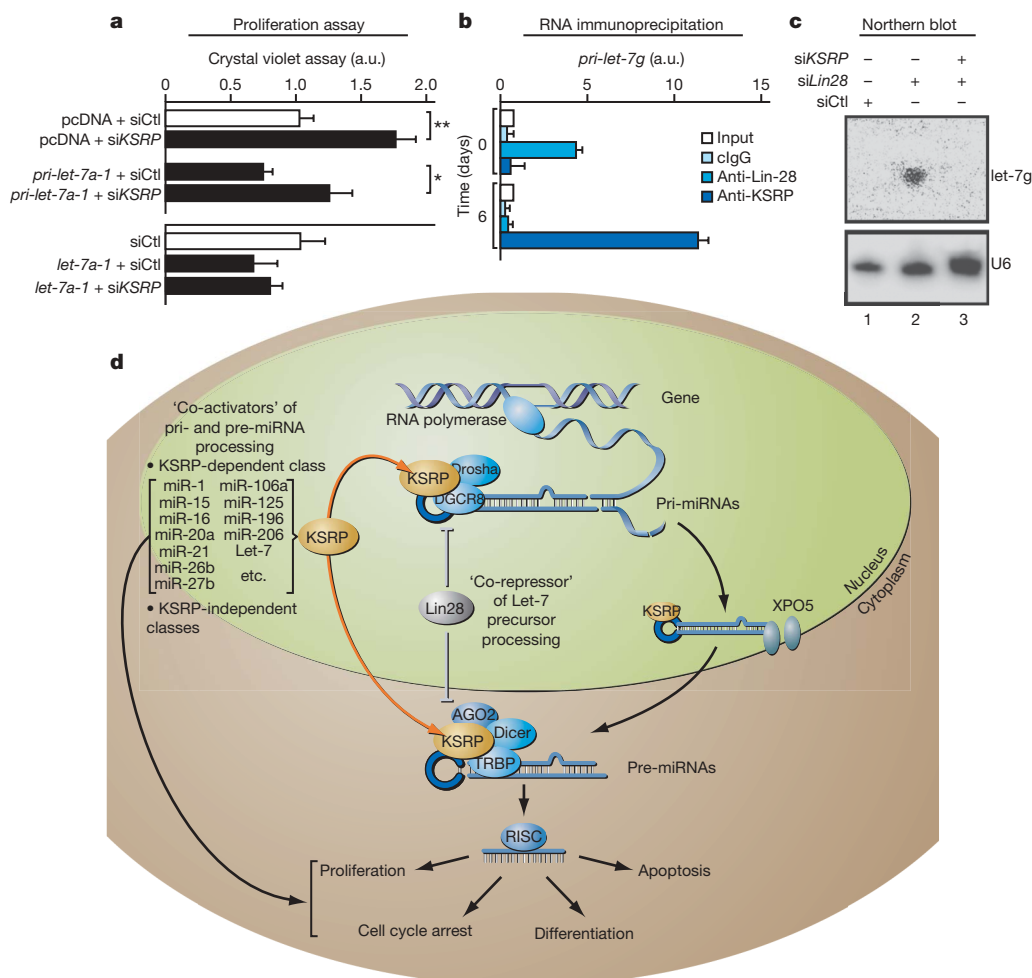 a
Proliferation assay
Crystal violet assay (a.u.)
0 0.5 1.0 1.5 2.0
pcDNA + siCtl
pcDNA + siKSRP
**
pri-let-7a-1 + siCtl
pri-let-7a-1 + siKSRP
*
siCtl
let-7a-1 + siCtl
let-7a-1 + siKSRP
b
RNA immunoprecipitation
pri-let-7g (a.u.)
0 5 10 15
Time (days)
0
6
Input
cIgG
Anti-Lin-28
Anti-KSRP
c
Northern blot
siKSRP – – +
siLin28 – + +
siCtl + – –
let-7g
U6
1 2 3
d
'Co-activators' of
pri- and pre-miRNA
processing
• KSRP-dependent class
miR-1 miR-106a
miR-15 miR-125
miR-16 miR-196
miR-20a miR-206
miR-21 Let-7
miR-26b etc.
miR-27b
• KSRP-independent
classes
KSRP
RNA polymerase
Gene
KSRP
Drosha
DGCR8
Pri-miRNAs
Lin28
'Co-repressor'
of Let-7
precursor
processing
Nucleus
Cytoplasm
KSRP
XPO5
AGO2
KSRP
Dicer
TRBP
Pre-miRNAs
RISC
Proliferation
Apoptosis
Cell cycle arrest
Differentiation